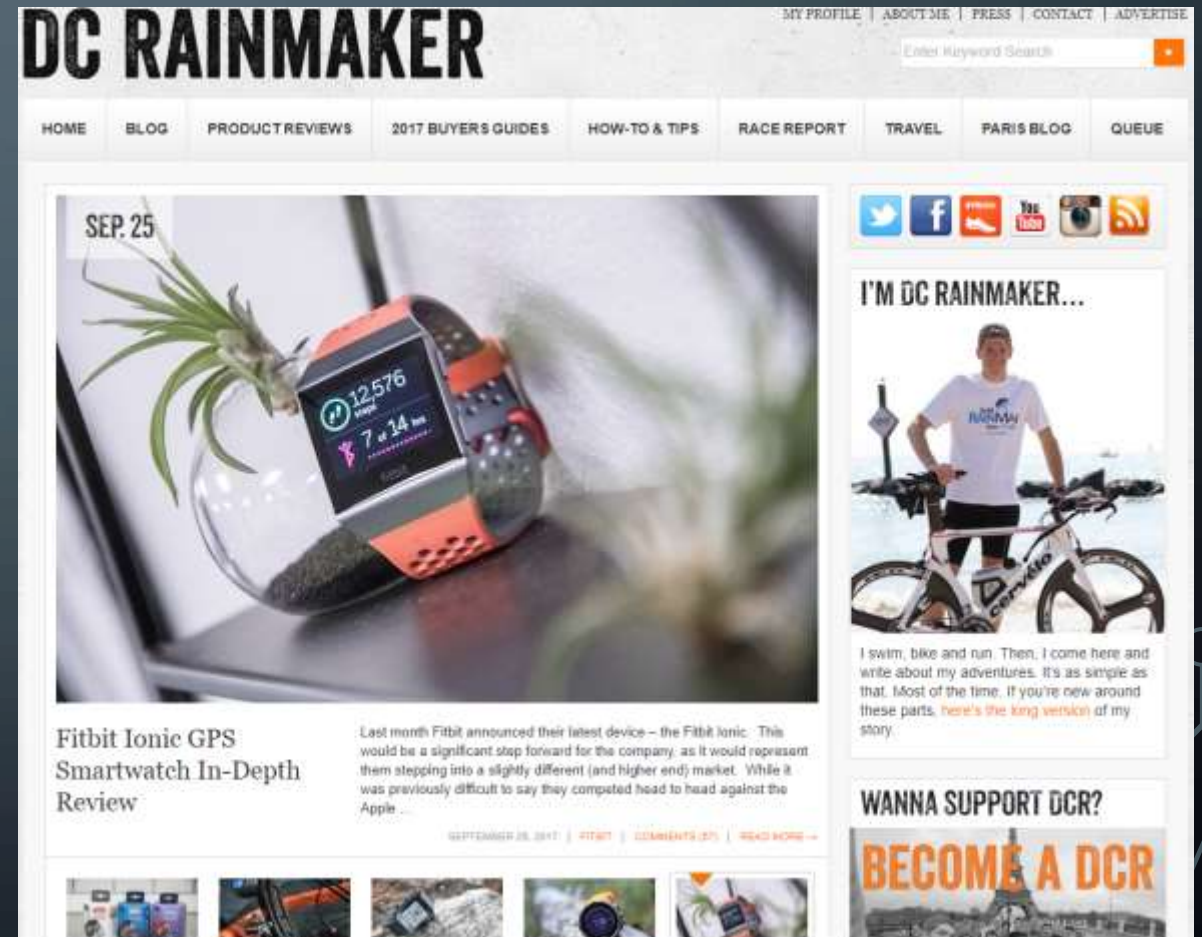 DC RAINMAKER
MY PROFILE | ABOUT ME | PRESS | CONTACT | ADVERTISE
Enter Keyword Search
HOME BLOG PRODUCT REVIEWS 2017 BUYERS GUIDES HOW-TO & TIPS RACE REPORT TRAVEL PARIS BLOG QUEUE
SEP. 25
12,576
steps
7 of 14 hrs
fitbit
Fitbit Ionic GPS
Smartwatch In-Depth
Review
Last month Fitbit announced their latest device – the Fitbit Ionic. This
would be a significant step forward for the company, as it would represent
them stepping into a slightly different (and higher end) market. While it
was previously difficult to say they competed head to head against the
Apple ...
SEPTEMBER 25, 2017 | FITBIT | COMMENTS (57) | READ MORE →
You
Tube
I'M DC RAINMAKER...
cervélo
I swim, bike and run. Then, I come here and
write about my adventures. It's as simple as
that. Most of the time. If you're new around
these parts, here's the long version of my
story.
WANNA SUPPORT DCR?
BECOME A DCR